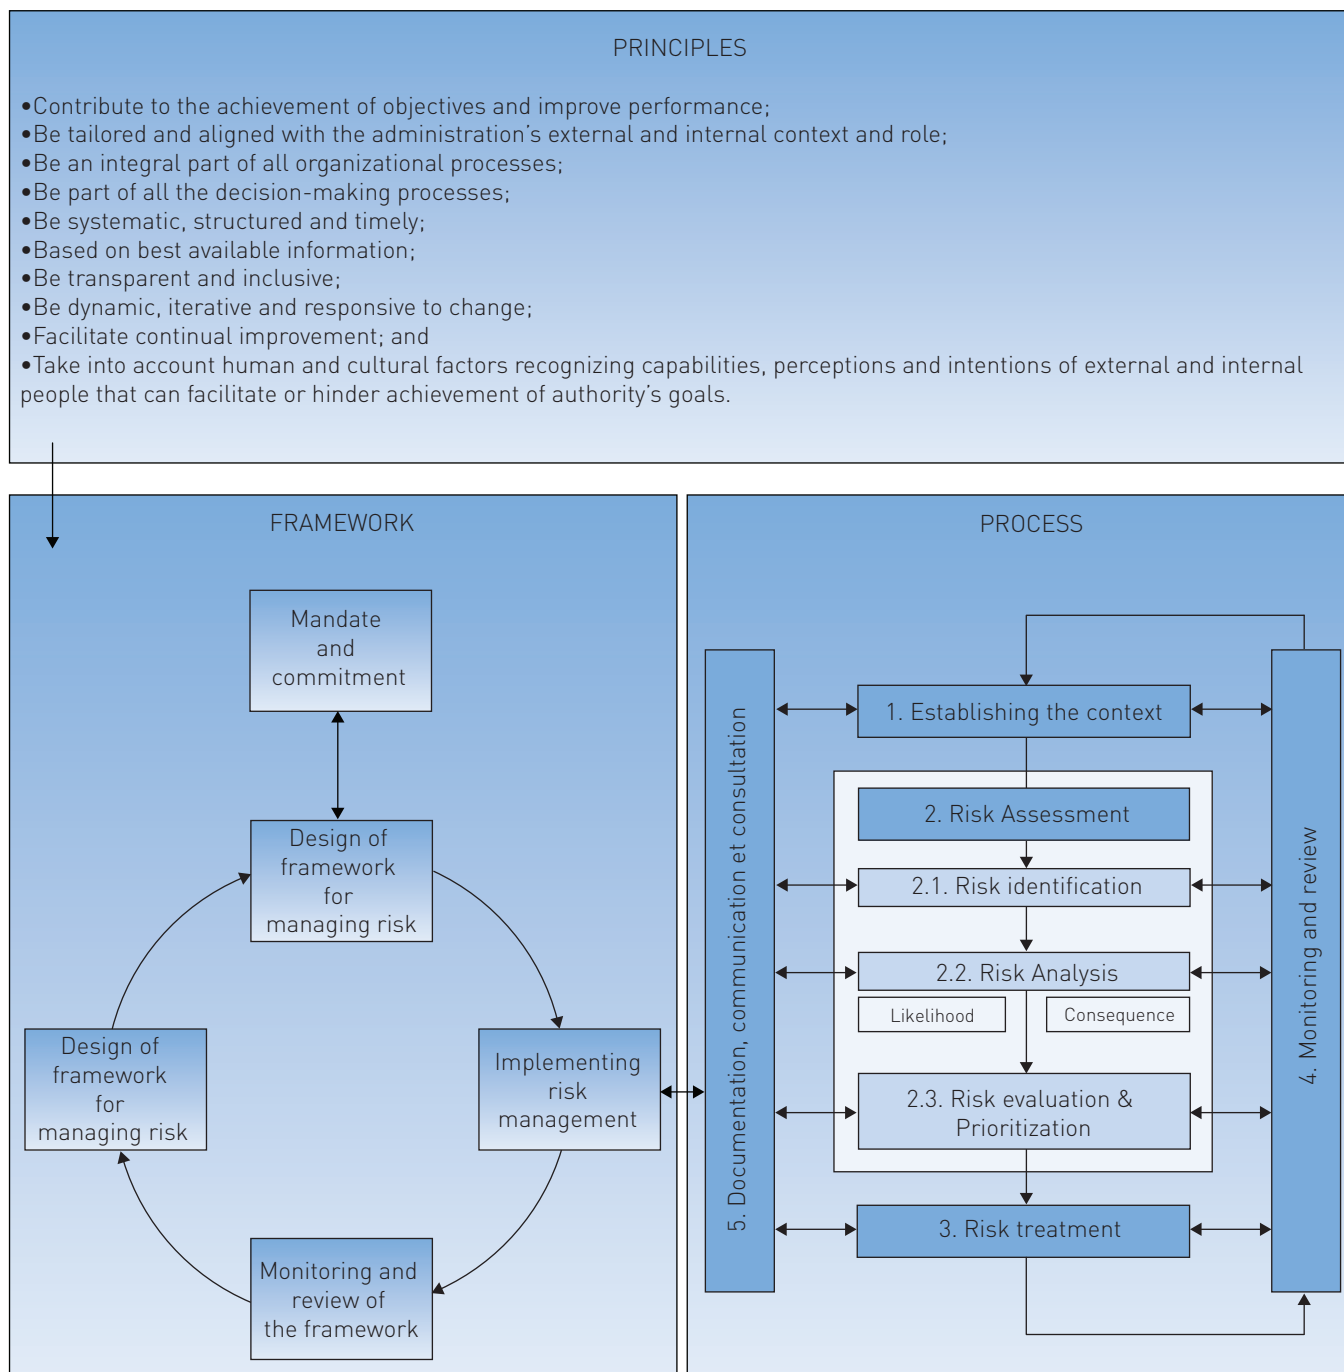 PRINCIPLES
•Contribute to the achievement of objectives and improve performance;
•Be tailored and aligned with the administration’s external and internal context and role;
•Be an integral part of all organizational processes;
•Be part of all the decision-making processes;
•Be systematic, structured and timely;
•Based on best available information;
•Be transparent and inclusive;
•Be dynamic, iterative and responsive to change;
•Facilitate continual improvement; and
•Take into account human and cultural factors recognizing capabilities, perceptions and intentions of external and internal
people that can facilitate or hinder achievement of authority’s goals.
FRAMEWORK
Mandate
and
commitment
Design of
framework
for
managing risk
Design of
framework
for
managing risk
Implementing
risk
management
Monitoring and
review of
the framework
PROCESS
5. Documentation, communication et consultation
1. Establishing the context
2. Risk Assessment
2.1. Risk identification
2.2. Risk Analysis
Likelihood
Consequence
2.3. Risk evaluation &
Prioritization
3. Risk treatment
4. Monitoring and review